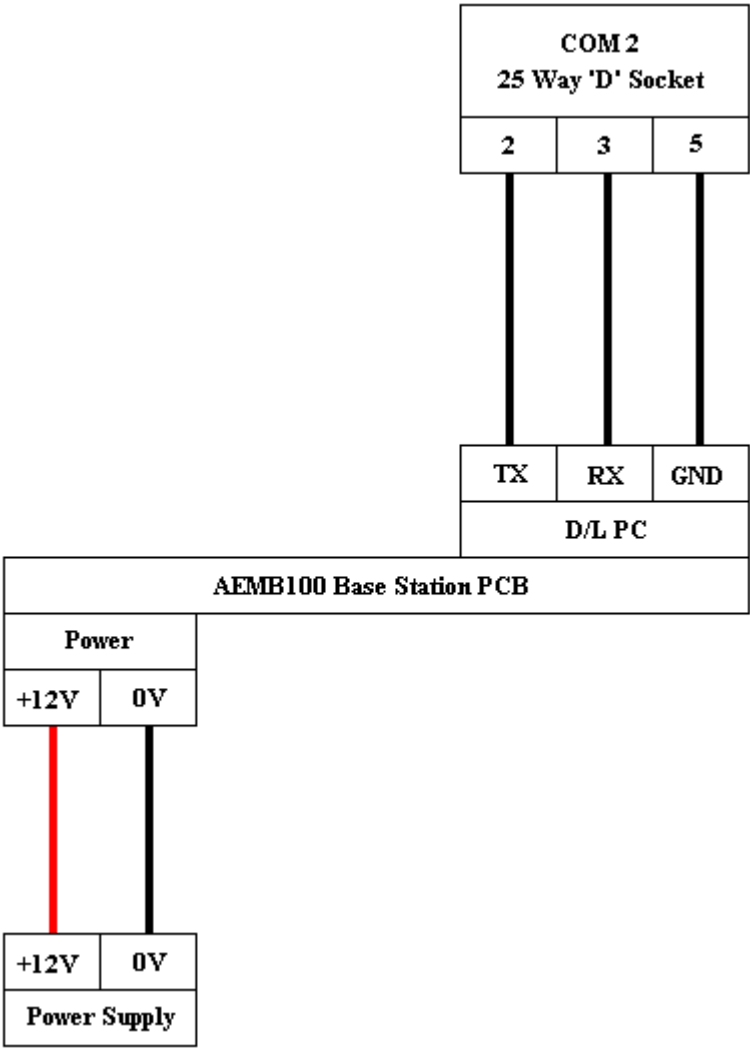 COM 2
25 Way 'D' Socket
2 3 5
TX RX GND
D/L PC
AEMB100 Base Station PCB
Power
+12V 0V
+12V 0V
Power Supply